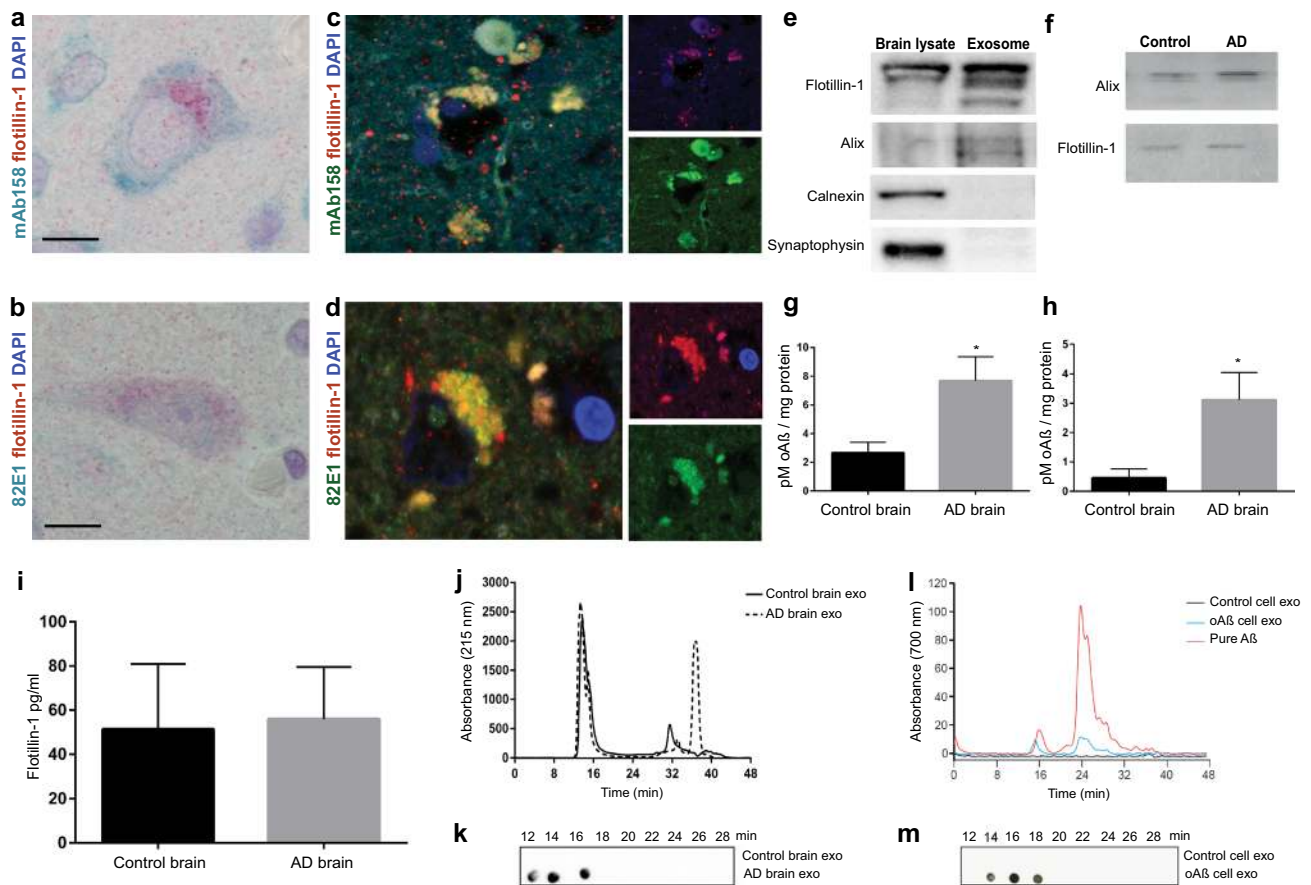 a
mAb158 flotillin-1 DAPI
b
82E1 flotillin-1 DAPI
c
mAb158 flotillin-1 DAPI
d
82E1 flotillin-1 DAPI
e
Brain lysate Exosome
Flotillin-1
Alix
Calnexin
Synaptophysin
f
Control AD
Alix
Flotillin-1
g
pM oAß / mg protein
10
8
6
4
2
0
*
Control brain AD brain
h
pM oAß / mg protein
6
5
4
3
2
1
0
*
Control brain AD brain
i
Flotillin-1 pg/ml
100
80
60
40
20
0
Control brain AD brain
j
Absorbance (215 nm)
3000
2500
2000
1500
1000
500
0
Control brain exo
AD brain exo
0 8 16 24 32 40 48
Time (min)
k
12 14 16 18 20 22 24 26 28 min
Control brain exo
AD brain exo
l
Absorbance (700 nm)
120
100
80
60
40
20
0
Control cell exo
oAß cell exo
Pure Aß
0 8 16 24 32 40 48
Time (min)
m
12 14 16 18 20 22 24 26 28 min
Control cell exo
oAß cell exo